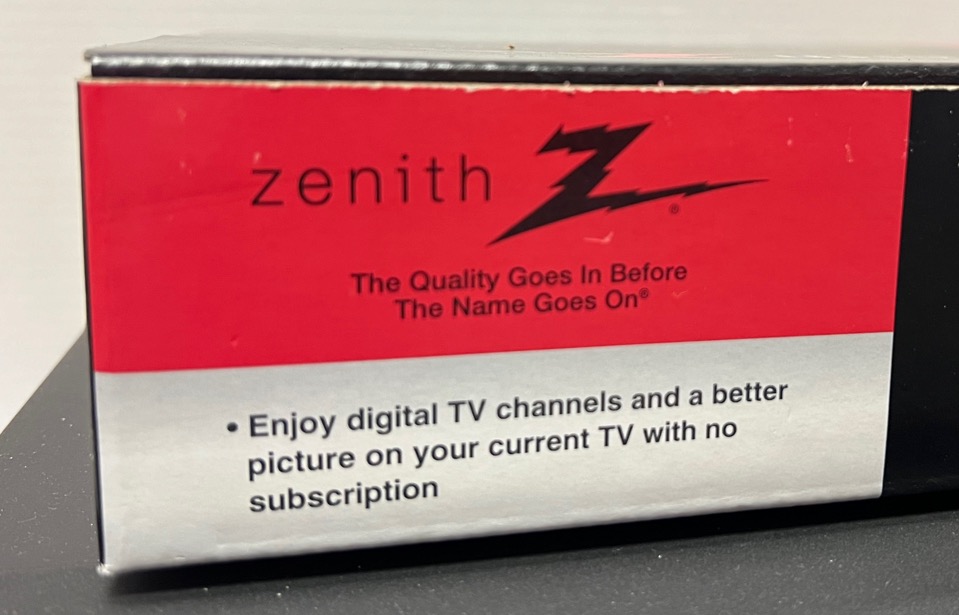 zenith
The Quality Goes In Before
The Name Goes On®
• Enjoy digital TV channels and a better
picture on your current TV with no
subscription